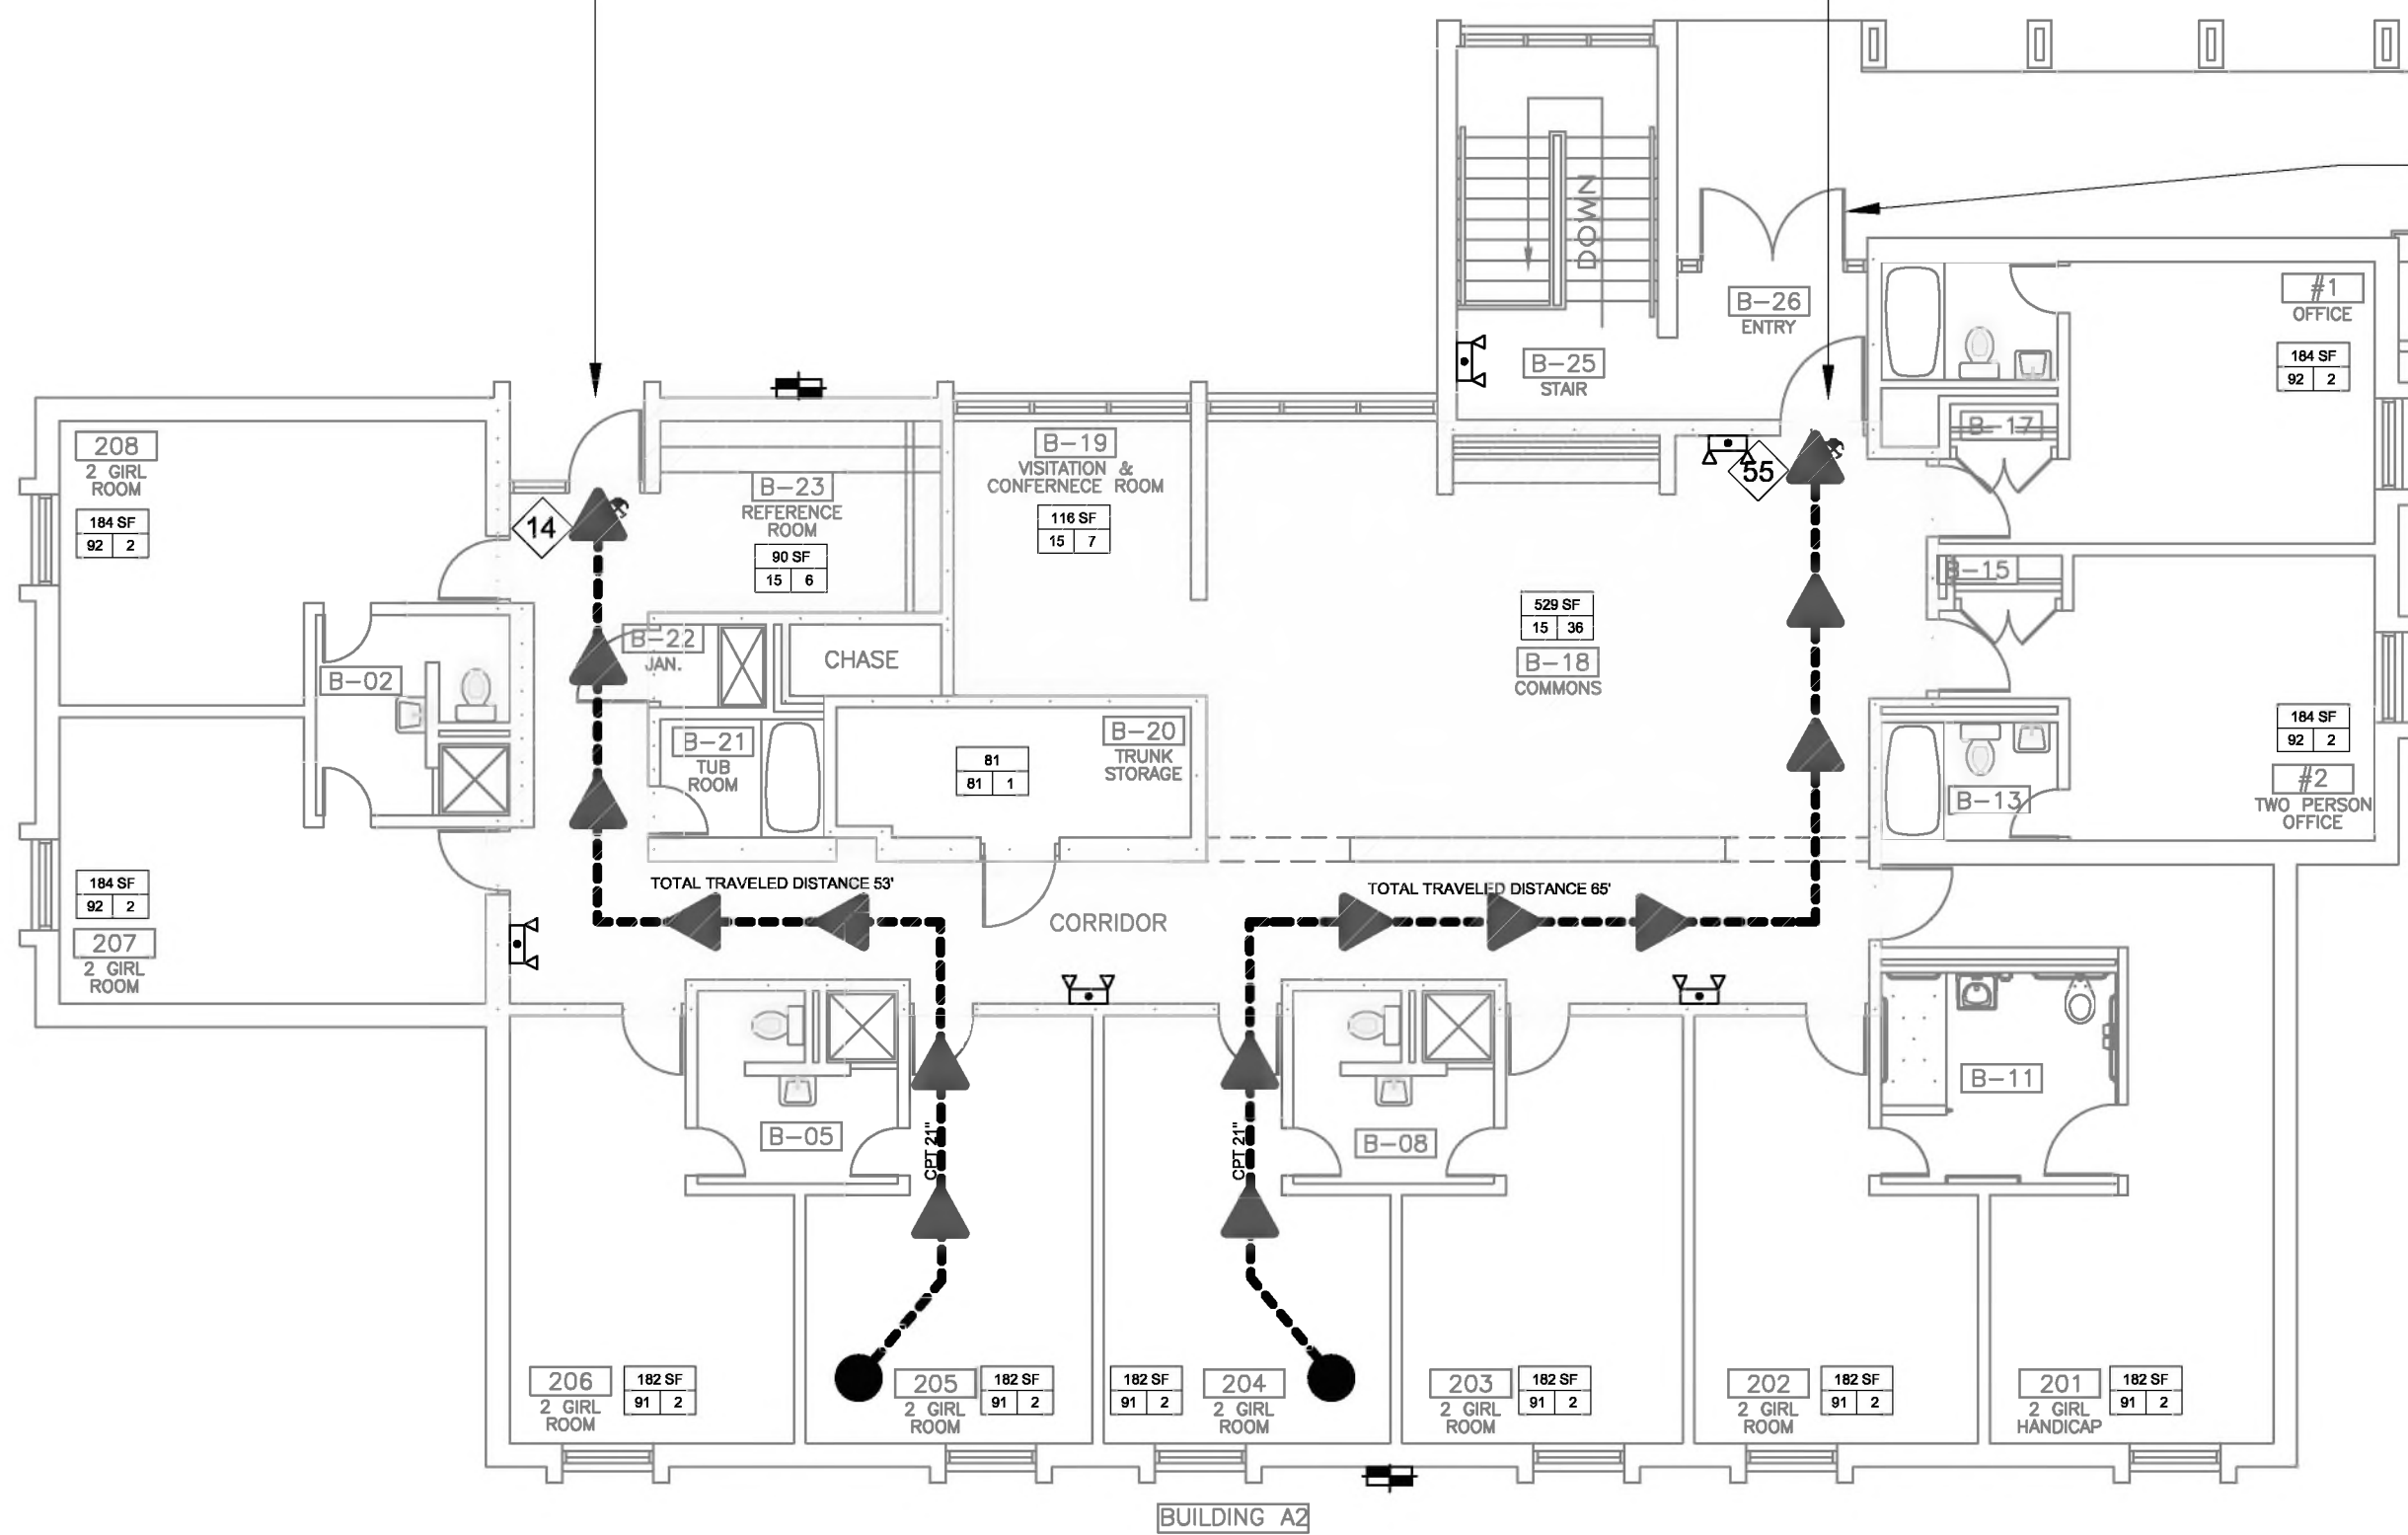 DOWN
B-26
ENTRY
#1
OFFICE
184 SF
92 2
B-25
STAIR
208
2 GIRL
ROOM
184 SF
92 2
14
B-23
REFERENCE
ROOM
90 SF
15 6
B-19
VISITATION &
CONFERNECE ROOM
116 SF
15 7
55
B-17
B-15
529 SF
15 36
B-18
COMMONS
B-22
JAN.
CHASE
B-02
B-21
TUB
ROOM
81
81 1
B-20
TRUNK
STORAGE
184 SF
92 2
#2
TWO PERSON
OFFICE
B-13
184 SF
92 2
207
2 GIRL
ROOM
TOTAL TRAVELED DISTANCE 53'
TOTAL TRAVELED DISTANCE 65'
CORRIDOR
B-05
CPT 21"
CPT 21"
B-08
B-11
206
2 GIRL
ROOM
182 SF
91 2
205
2 GIRL
ROOM
182 SF
91 2
182 SF
91 2
204
2 GIRL
ROOM
203
2 GIRL
ROOM
182 SF
91 2
202
2 GIRL
ROOM
182 SF
91 2
201
2 GIRL
HANDICAP
182 SF
91 2
BUILDING A2